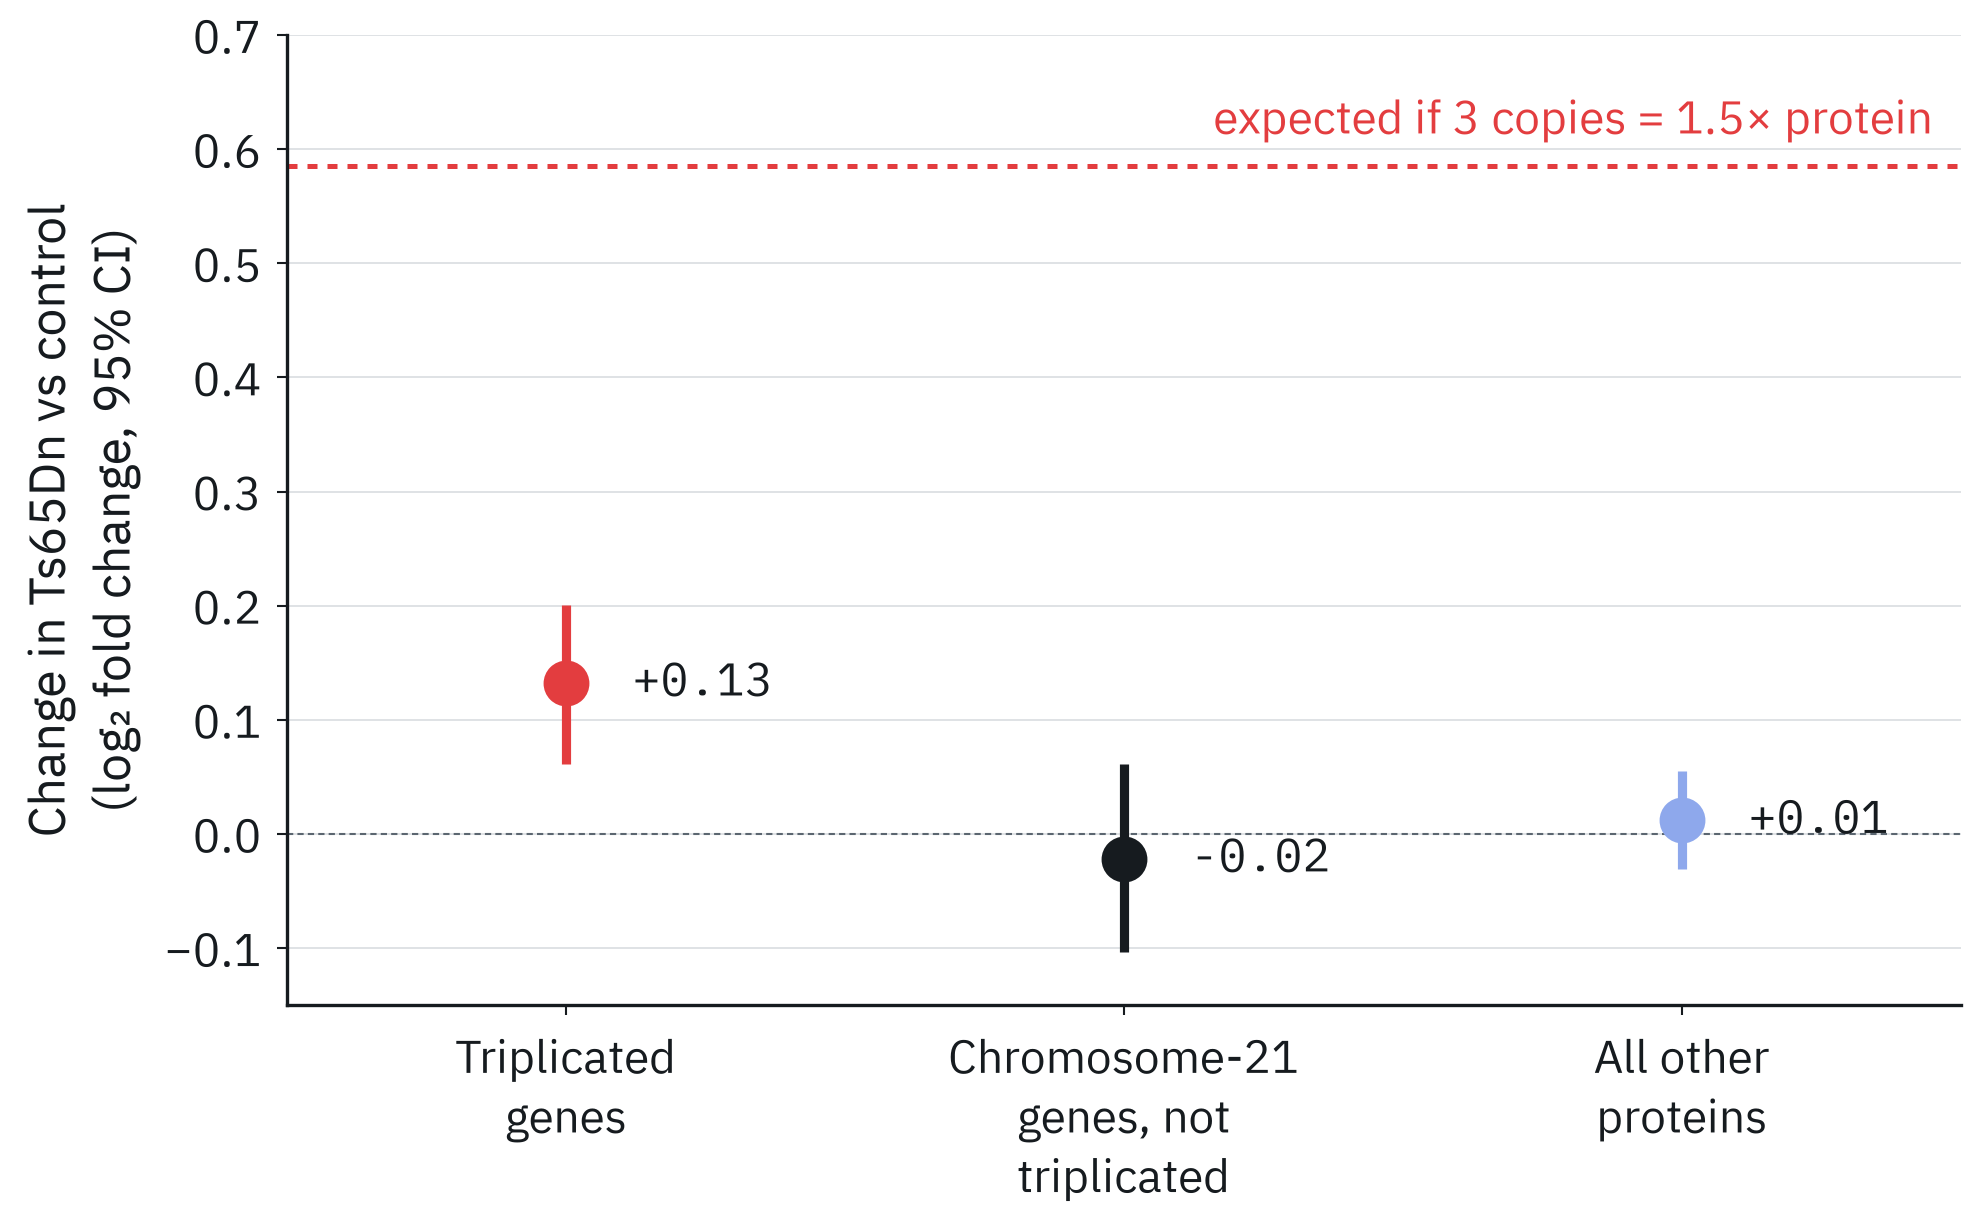 Change in Ts65Dn vs control
(log₂ fold change, 95% CI)
0.7
0.6
0.5
0.4
0.3
0.2
0.1
0.0
−0.1
expected if 3 copies = 1.5× protein
+0.13
-0.02
+0.01
Triplicated
genes
Chromosome-21
genes, not
triplicated
All other
proteins